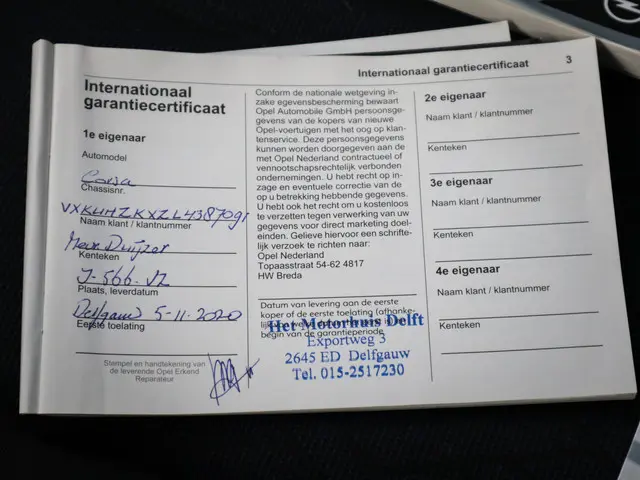 Internationaal garantiecertificaat 3
Internationaal
garantiecertificaat
1e eigenaar
Automodel
Corsa
Chassisnr.
Naam klant / klantnummer
Kenteken
J-566-VZ
Plaats, leverdatum
Delfgauw 5-11-2020
Eerste toelating
Stempel en handtekening van
de leverende Opel Erkend
Reparateur
Conform de nationale wetgeving in-
zake egevensbescherming bewaart
Opel Automobile GmbH persoonsge-
gevens van de kopers van nieuwe
Opel-voertuigen met het oog op klan-
tenservice. Deze persoonsgegevens
kunnen worden doorgegeven aan de
met Opel Nederland contractueel of
vennootschapsrechtelijk verbonden
ondernemingen. U hebt recht op in-
zage en eventuele correctie van de
op u betrekking hebbende gegevens.
U hebt ook het recht om u kosteloos
te verzetten tegen verwerking van uw
gegevens voor direct marketing doel-
einden. Gelieve hiervoor een schrifte-
lijk verzoek te richten naar:
Opel Nederland
Topaasstraat 54-62 4817
HW Breda
Datum van levering aan de eerste
koper of de eerste toelating (afhanke-
begin van de garantieperiode
Het Motorhuis Delft
Exportweg 3
2645 ED Delfgauw
Tel. 015-2517230
2e eigenaar
Naam klant / klantnummer
Kenteken
3e eigenaar
Naam klant / klantnummer
Kenteken
4e eigenaar
Naam klant / klantnummer
Kenteken